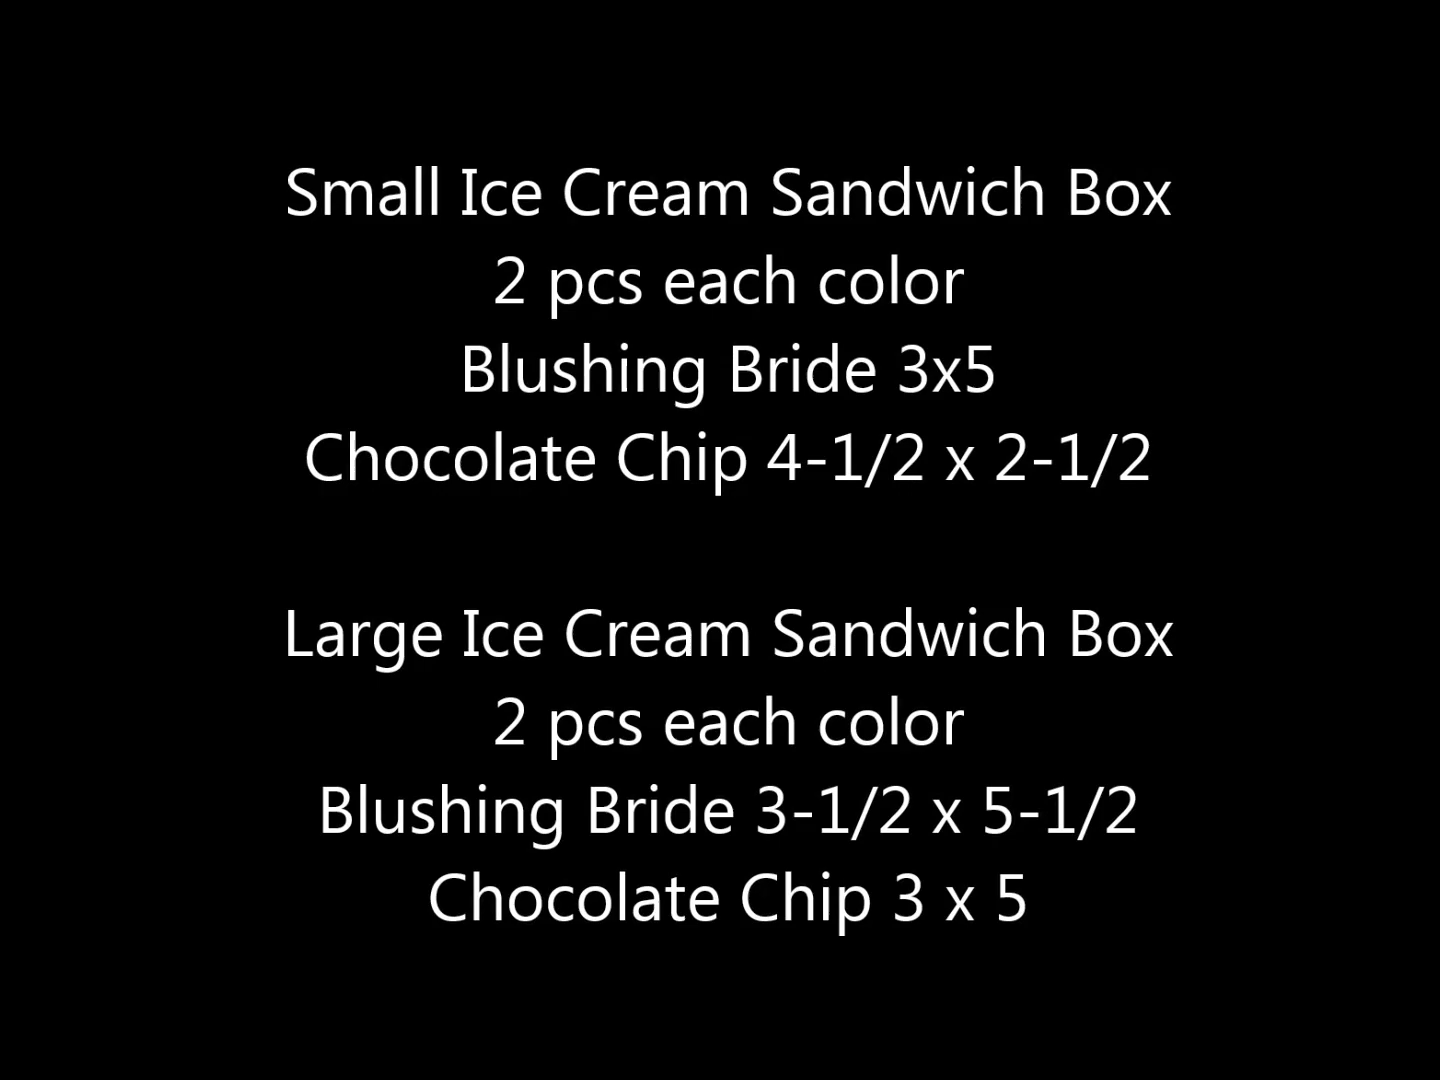 Small Ice Cream Sandwich Box
2 pcs each color
Blushing Bride 3x5
Chocolate Chip 4-1/2 x 2-1/2
Large Ice Cream Sandwich Box
2 pcs each color
Blushing Bride 3-1/2 x 5-1/2
Chocolate Chip 3 x 5